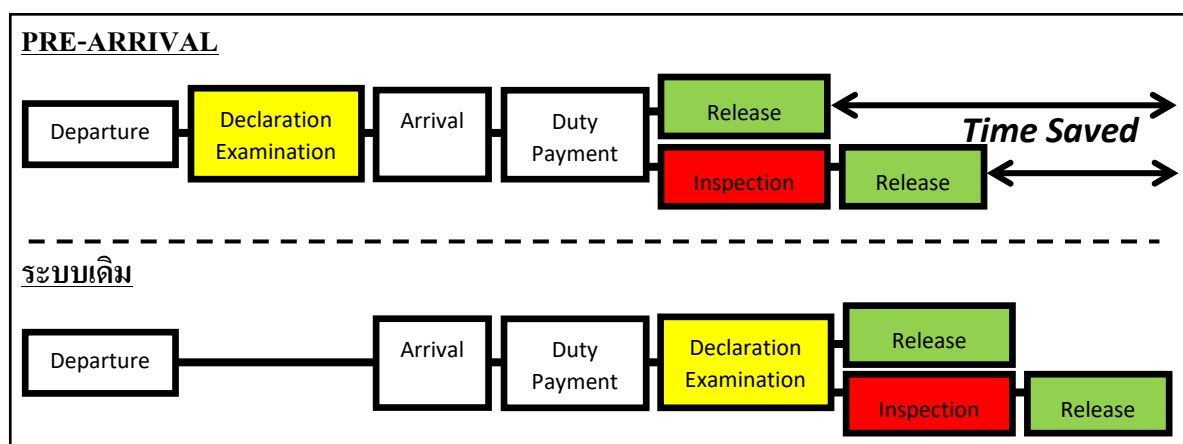 PRE-ARRIVAL
Departure
Declaration
Examination
Arrival
Duty
Payment
Release
Inspection
Release
Time Saved
ระบบเดิม
Departure
Arrival
Duty
Payment
Declaration
Examination
Release
Inspection
Release